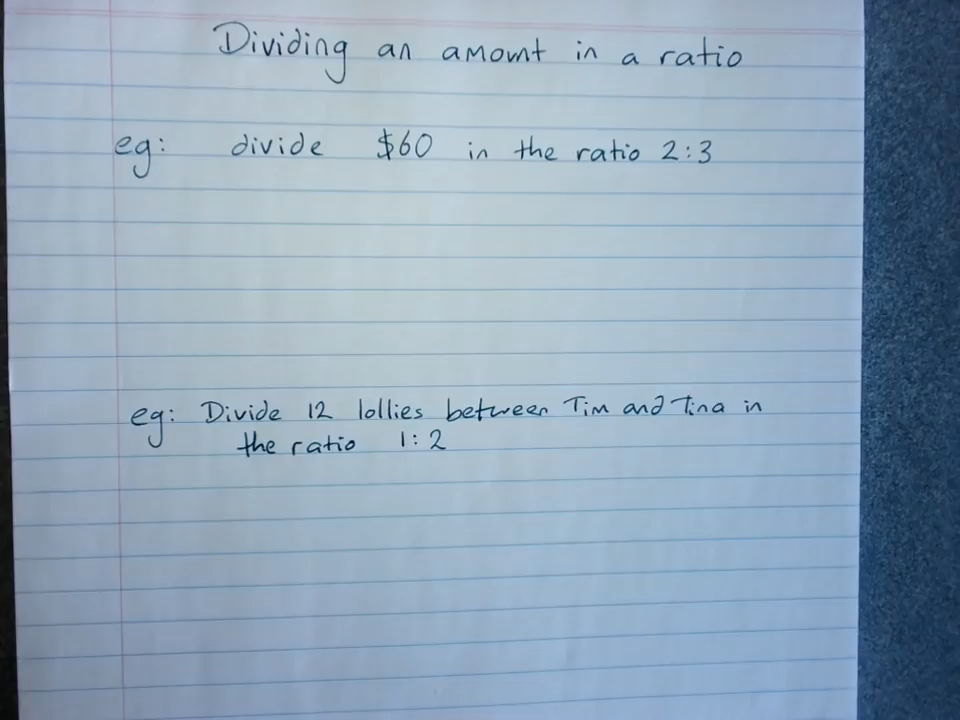 Dividing an amount in a ratio
eg: divide $60 in the ratio 2:3
eg: Divide 12 lollies between Tim and Tina in
the ratio 1:2